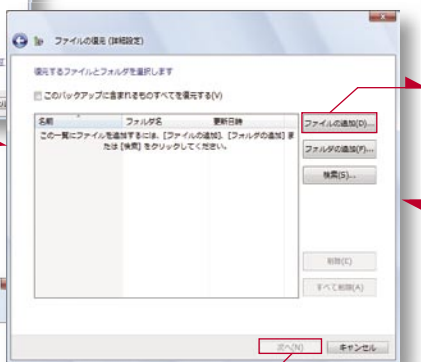 ファイルの復元 (詳細設定)
復元するファイルとフォルダを選択します
このバックアップに含まれるものすべてを復元する(V)
名前 フォルダ名 更新日時
この一覧にファイルを追加するには、[ファイルの追加]、[フォルダの追加] ま
たは [検索] をクリックしてください。
ファイルの追加(D)...
フォルダの追加(F)...
検索(S)...
削除(E)
すべて削除(A)
次へ(N)
キャンセル